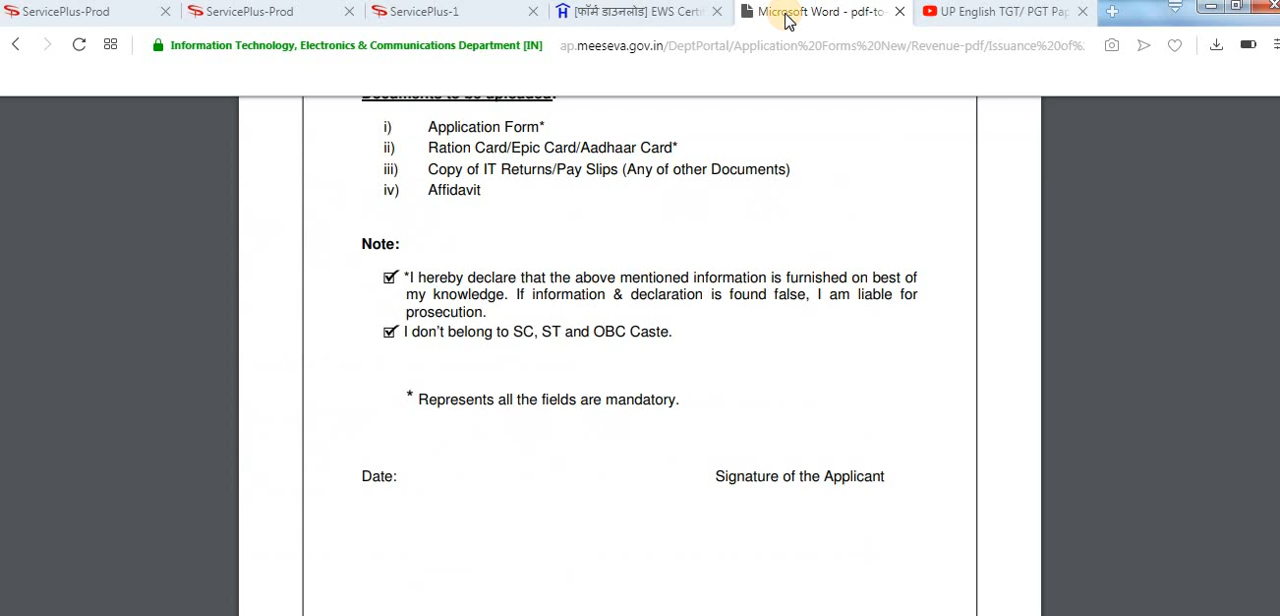 ServicePlus-Prod
ServicePlus-Prod
ServicePlus-1
[फॉर्म डाउनलोड] EWS Certi
Microsoft Word - pdf-to-
UP English TGT/ PGT Pap
Information Technology, Electronics & Communications Department [IN]
ap.meeseva.gov.in/DeptPortal/Application%20Forms%20New/Revenue-pdf/Issuance%20of%.
Documents to be uploaded:
i) Application Form*
ii) Ration Card/Epic Card/Aadhaar Card*
iii) Copy of IT Returns/Pay Slips (Any of other Documents)
iv) Affidavit
Note:
*I hereby declare that the above mentioned information is furnished on best of
my knowledge. If information & declaration is found false, I am liable for
prosecution.
I don't belong to SC, ST and OBC Caste.
* Represents all the fields are mandatory.
Date: Signature of the Applicant